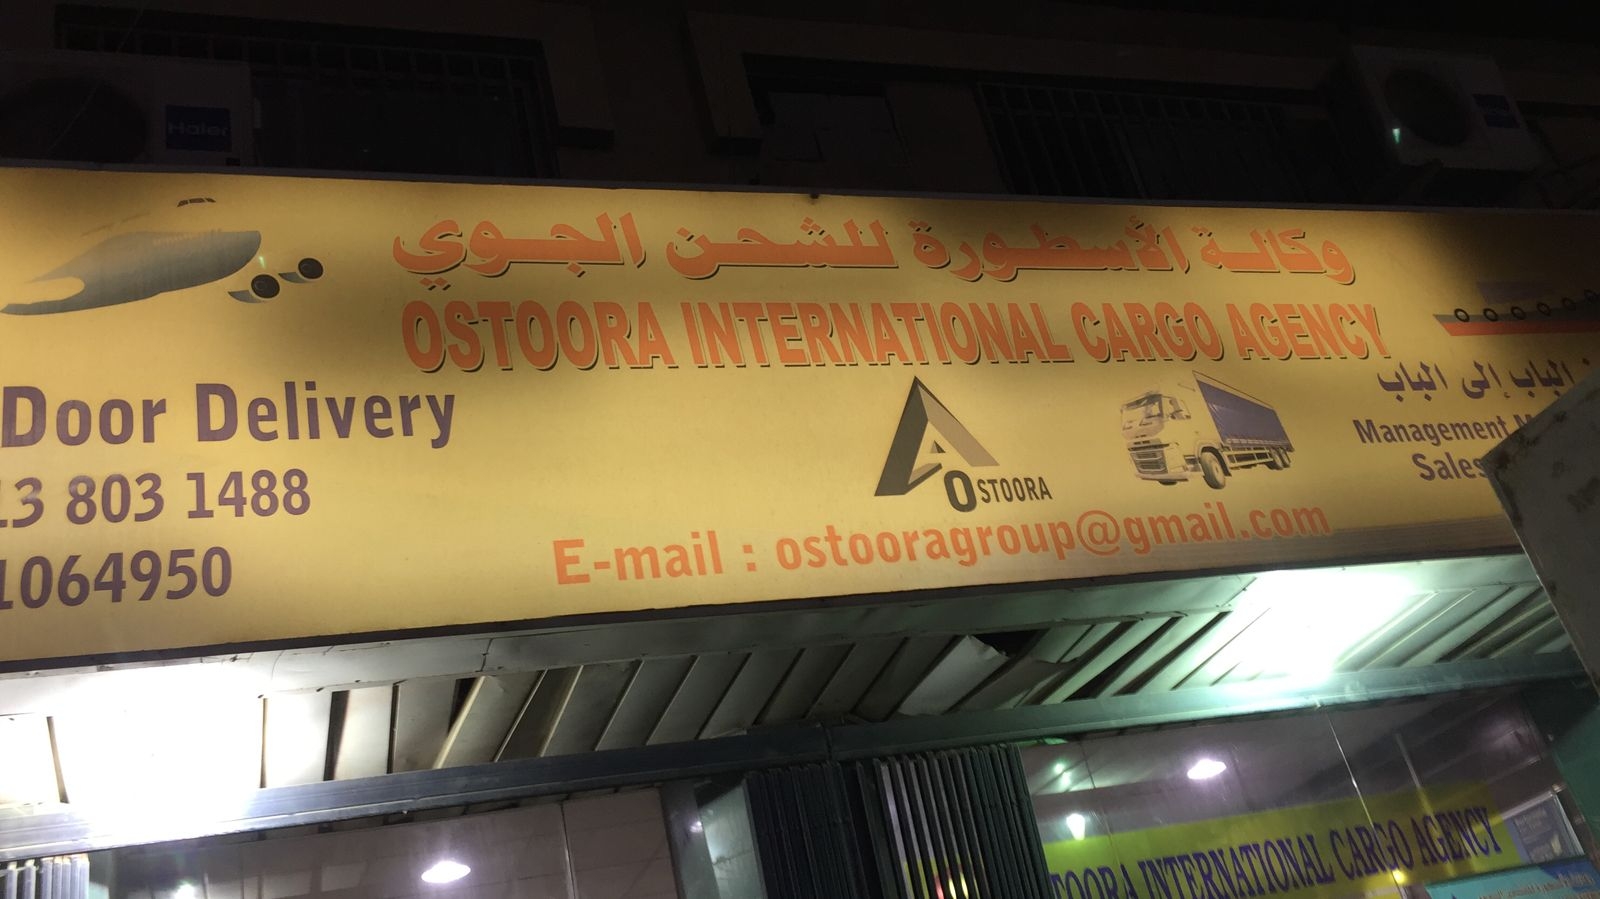 Haier
وكالة الأسطورة للشحن الجوي
OSTOORA INTERNATIONAL CARGO AGENCY
الباب إلى الباب
Door Delivery
Management
13 803 1488
Sales
1064950
A OSTOORA
E-mail : ostooragroup@gmail.com
TOORA INTERNATIONAL CARGO AGENCY